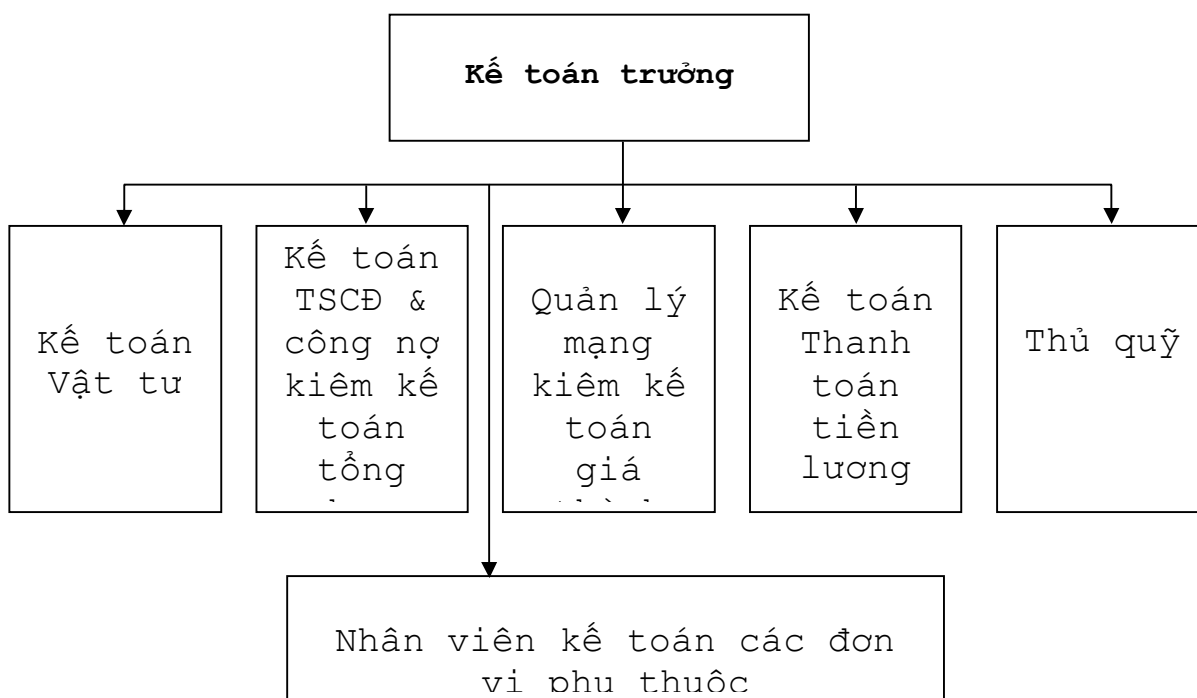 Kế toán trưởng
Kế toán
Vật tư
Kế toán
TSCĐ &
công nợ
kiêm kế
toán
tổng
Quản lý
mạng
kiêm kế
toán
giá
Kế toán
Thanh
toán
tiền
lương
Thủ quỹ
Nhân viên kế toán các đơn
vị phụ thuộc